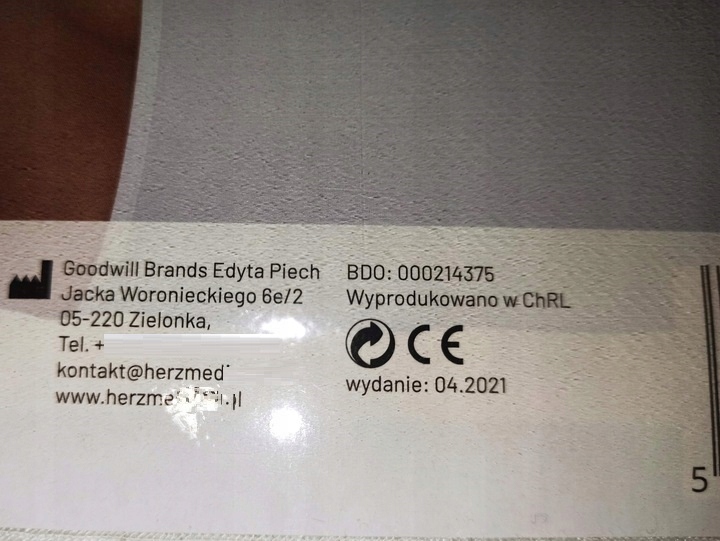 Goodwill Brands Edyta Piech
Jacka Woronieckiego 6e/2
05-220 Zielonka,
Tel. +
kontakt@herzmed
BDO: 000214375
Wyprodukowano w ChRL
CE
wydanie: 04.2021
5